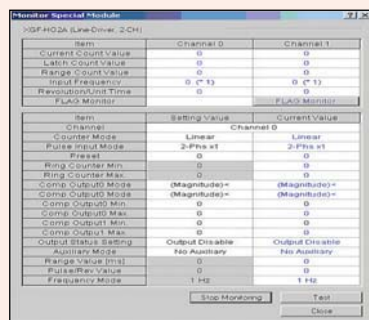 Monitor Special Module
XGF-HO2A (Line-Driver, 2-CH)
Item Channel 0 Channel 1
Current Count Value 0 0
Latch Count Value 0 0
Range Count Value 0 0
Input Frequency 0 (* 1) 0 (* 1)
Revolution/Unit Time 0 0
FLAG Monitor FLAG Monitor
Item Setting Value Current Value
Channel Channel 0
Counter Mode Linear Linear
Pulse Input Mode 2-Phs x1 2-Phs x1
Preset 0 0
Ring Counter Min. 0 0
Ring Counter Max. 0 0
Comp Output0 Mode (Magnitude)< (Magnitude)<
Comp Output0 Mode (Magnitude)< (Magnitude)<
Comp Output0 Min. 0 0
Comp Output0 Max. 0 0
Comp Output1 Min. 0 0
Comp Output1 Max. 0 0
Output Status Setting Output Disable Output Disable
Auxiliary Mode No Auxiliary No Auxiliary
Range Value [ms] 0 0
Pulse/Rev Value 0 0
Frequency Mode 1 Hz 1 Hz
Stop Monitoring Test
Close